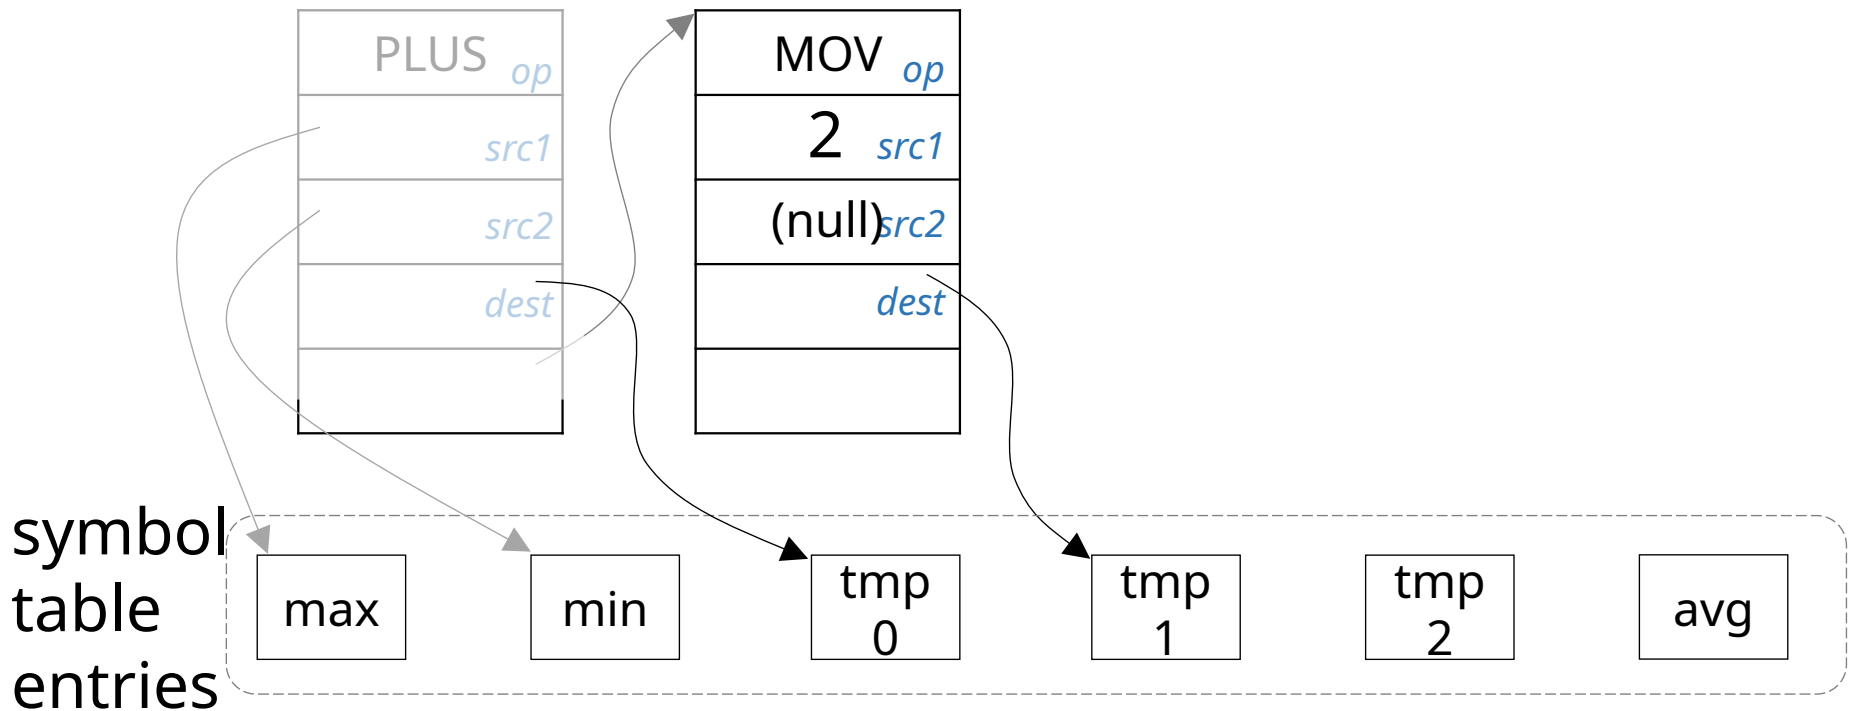 PLUS op
src1
src2
dest
MOV op
2 src1
(null) src2
dest
symbol
table
entries
max
min
tmp
0
tmp
1
tmp
2
avg